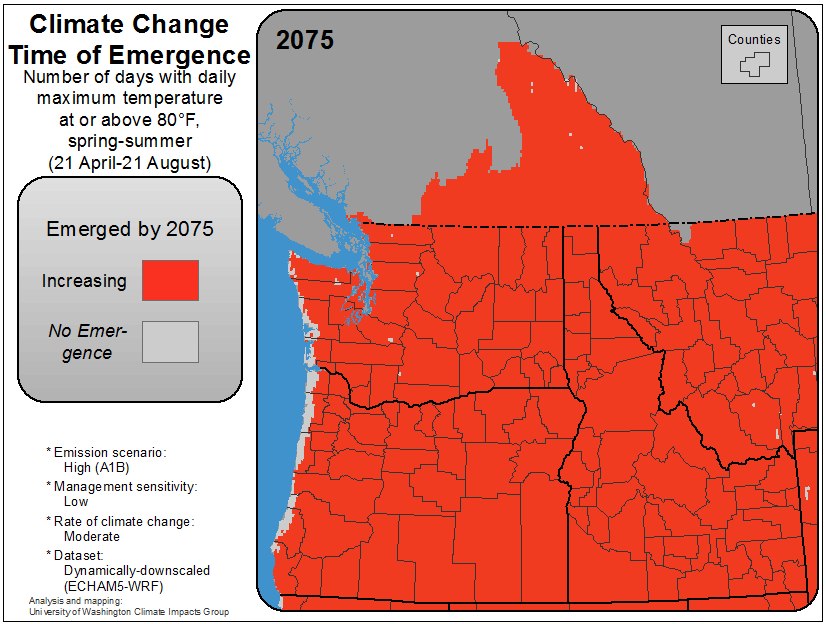 Climate Change
Time of Emergence
Number of days with daily
maximum temperature
at or above 80°F,
spring-summer
(21 April-21 August)
Emerged by 2075
Increasing
No Emer-
gence
* Emission scenario:
High (A1B)
* Management sensitivity:
Low
* Rate of climate change:
Moderate
* Dataset:
Dynamically-downscaled
(ECHAM5-WRF)
Analysis and mapping:
University of Washington Climate Impacts Group
2075
Counties